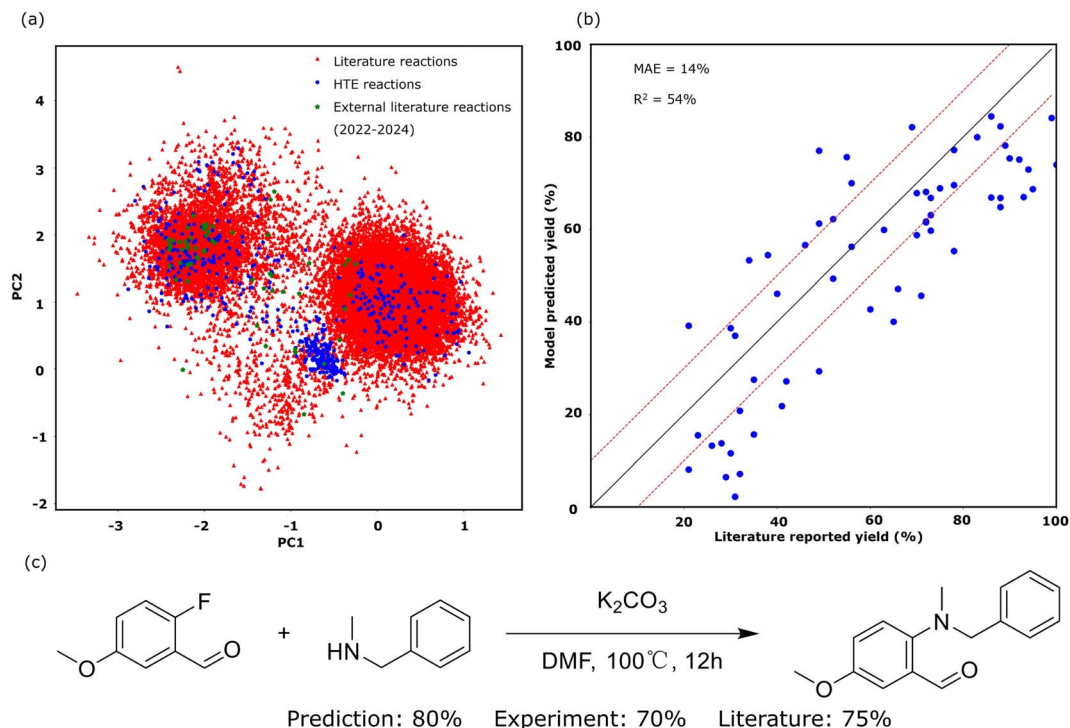 (a)
Literature reactions
HTE reactions
External literature reactions
(2022-2024)
4
3
2
1
0
-1
-2
PC2
-3
-2
-1
0
1
PC1
(b)
MAE = 14%
R² = 54%
100
80
60
40
20
0
Model predicted yield (%)
20
40
60
80
100
Literature reported yield (%)
(c)
F
O
O
+
HN
K₂CO₃
DMF, 100℃, 12h
N
O
O
Prediction: 80% Experiment: 70% Literature: 75%